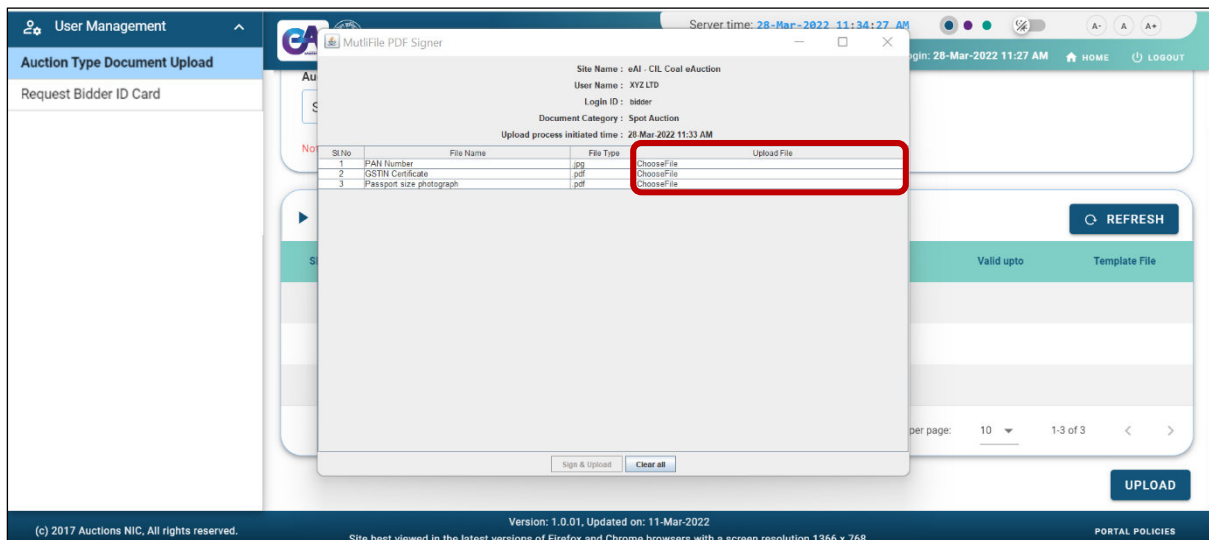 User Management
Auction Type Document Upload
Request Bidder ID Card
Server time: 28-Mar-2022 11:34:27 AM
A- A A+
gin: 28-Mar-2022 11:27 AM HOME LOGOUT
eA
Au
S
Not
MutliFile PDF Signer
Site Name : eAI - CIL Coal eAuction
User Name : XYZ LTD
Login ID : bidder
Document Category : Spot Auction
Upload process initiated time : 28-Mar-2022 11:33 AM
Sl.No File Name File Type Upload File
1 PAN Number .jpg ChooseFile
2 GSTIN Certificate .pdf ChooseFile
3 Passport size photograph .pdf ChooseFile
Sign & Upload Clear all
REFRESH
Sl Valid upto Template File
per page: 10 1-3 of 3
UPLOAD
(c) 2017 Auctions NIC, All rights reserved.
Version: 1.0.01, Updated on: 11-Mar-2022
Site best viewed in the latest versions of Firefox and Chrome browsers with a screen resolution 1366 x 768
PORTAL POLICIES